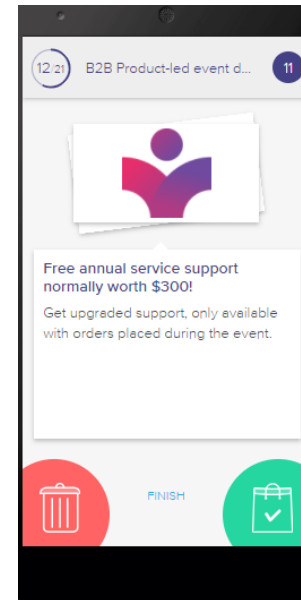 12/21
B2B Product-led event d...
11
Free annual service support
normally worth $300!
Get upgraded support, only available
with orders placed during the event.
FINISH